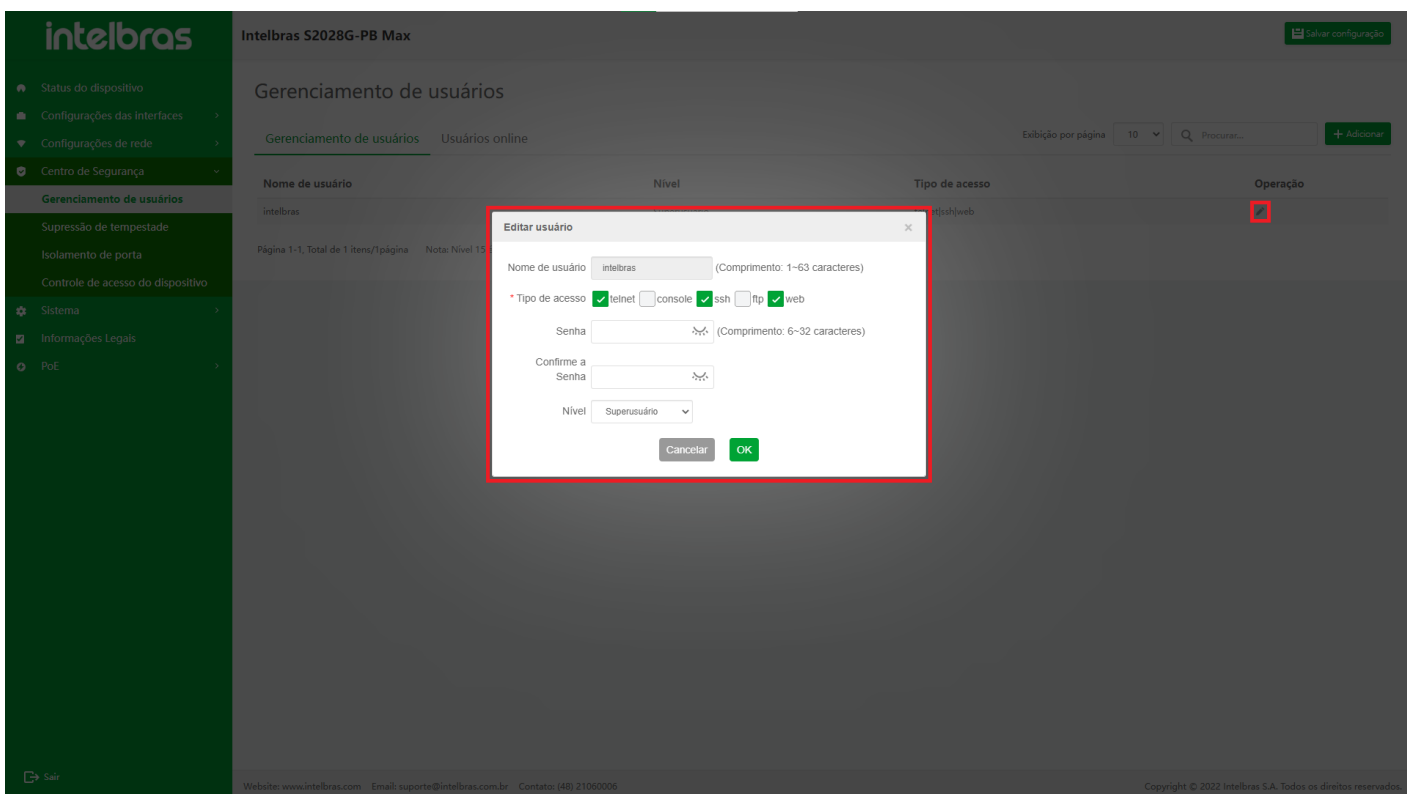 intelbras
Intelbras S2028G-PB Max
Salvar configuração
Status do dispositivo
Configurações das interfaces
Configurações de rede
Centro de Segurança
Gerenciamento de usuários
Supressão de tempestade
Isolamento de porta
Controle de acesso do dispositivo
Sistema
Informações Legais
PoE
Sair
Gerenciamento de usuários
Gerenciamento de usuários Usuários online
Exibição por página 10 Procurar... + Adicionar
Nome de usuário Nível Tipo de acesso Operação
intelbras et|ssh|web
Página 1-1, Total de 1 itens/1página Nota: Nível 15
Editar usuário ×
Nome de usuário intelbras (Comprimento: 1~63 caracteres)
* Tipo de acesso telnet console ssh ftp web
Senha (Comprimento: 6~32 caracteres)
Confirme a
Senha
Nível Superusuário
Cancelar OK
Website: www.intelbras.com Email: suporte@intelbras.com.br Contato: (48) 21060006
Copyright © 2022 Intelbras S.A. Todos os direitos reservados.